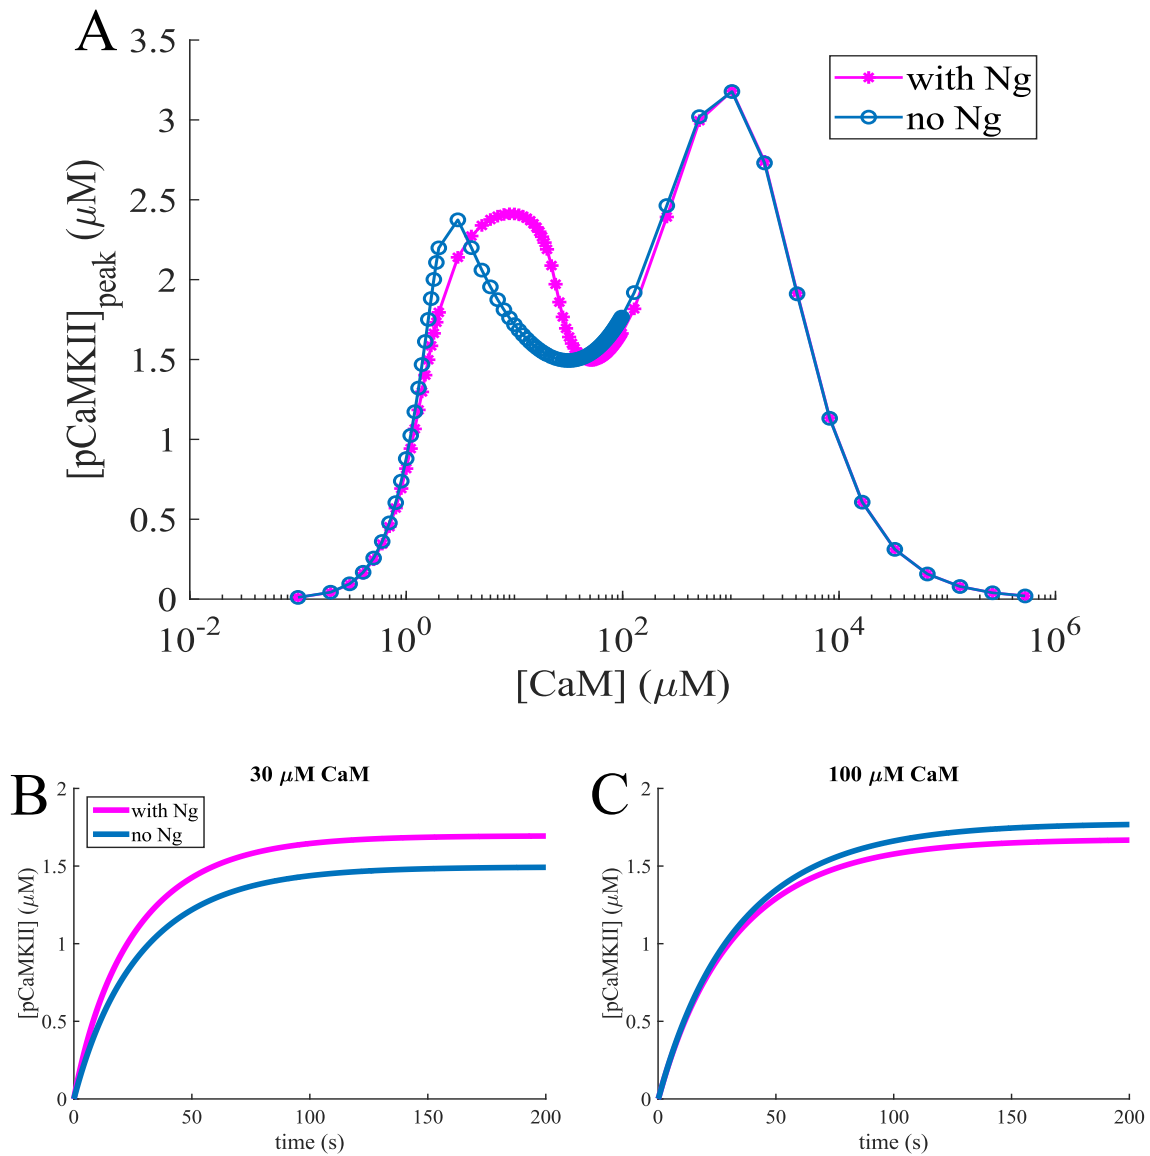 A
3.5
3
2.5
2
1.5
1
0.5
0
[pCaMKII]peak (μM)
with Ng
no Ng
10-2
100
102
104
106
[CaM] (μM)
B
30 μM CaM
2
1.5
1
0.5
0
[pCaMKII] (μM)
with Ng
no Ng
0
50
100
150
200
time (s)
C
100 μM CaM
2
1.5
1
0.5
0
[pCaMKII] (μM)
0
50
100
150
200
time (s)